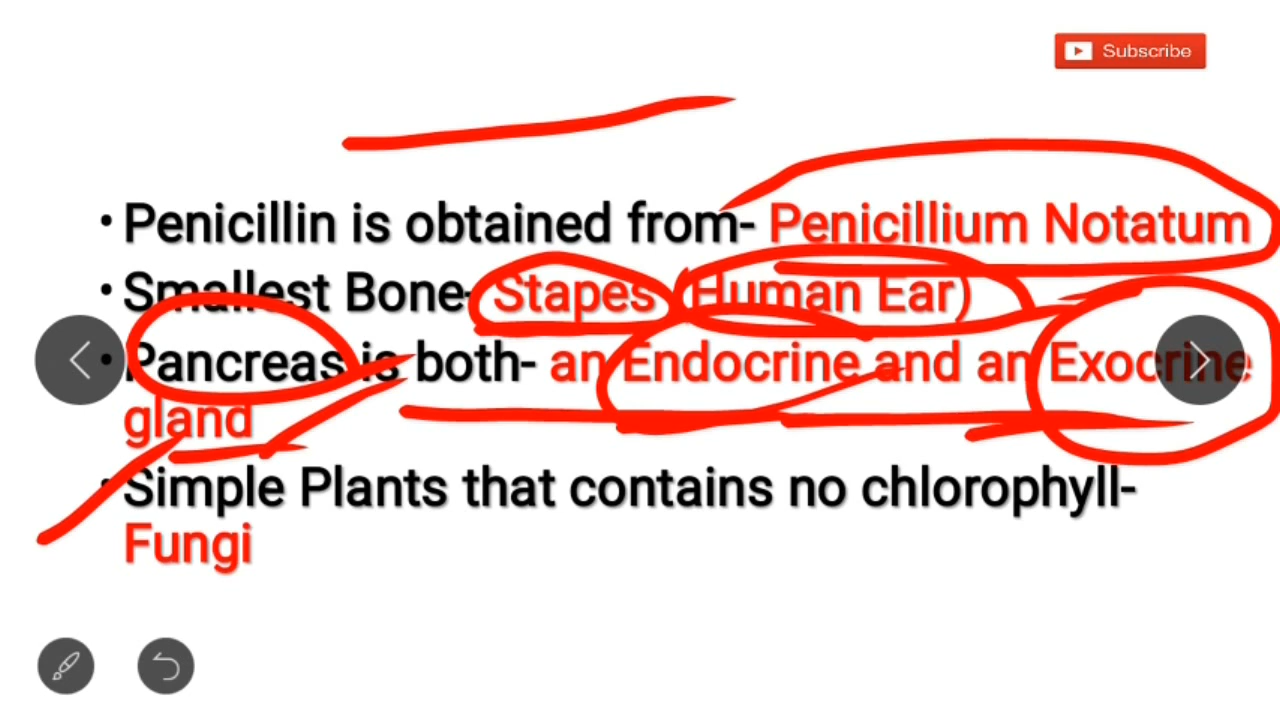 Subscribe
• Penicillin is obtained from- Penicillium Notatum
• Smallest Bone- Stapes (Human Ear)
• Pancreas is both- an Endocrine and an Exocrine
gland
• Simple Plants that contains no chlorophyll-
Fungi